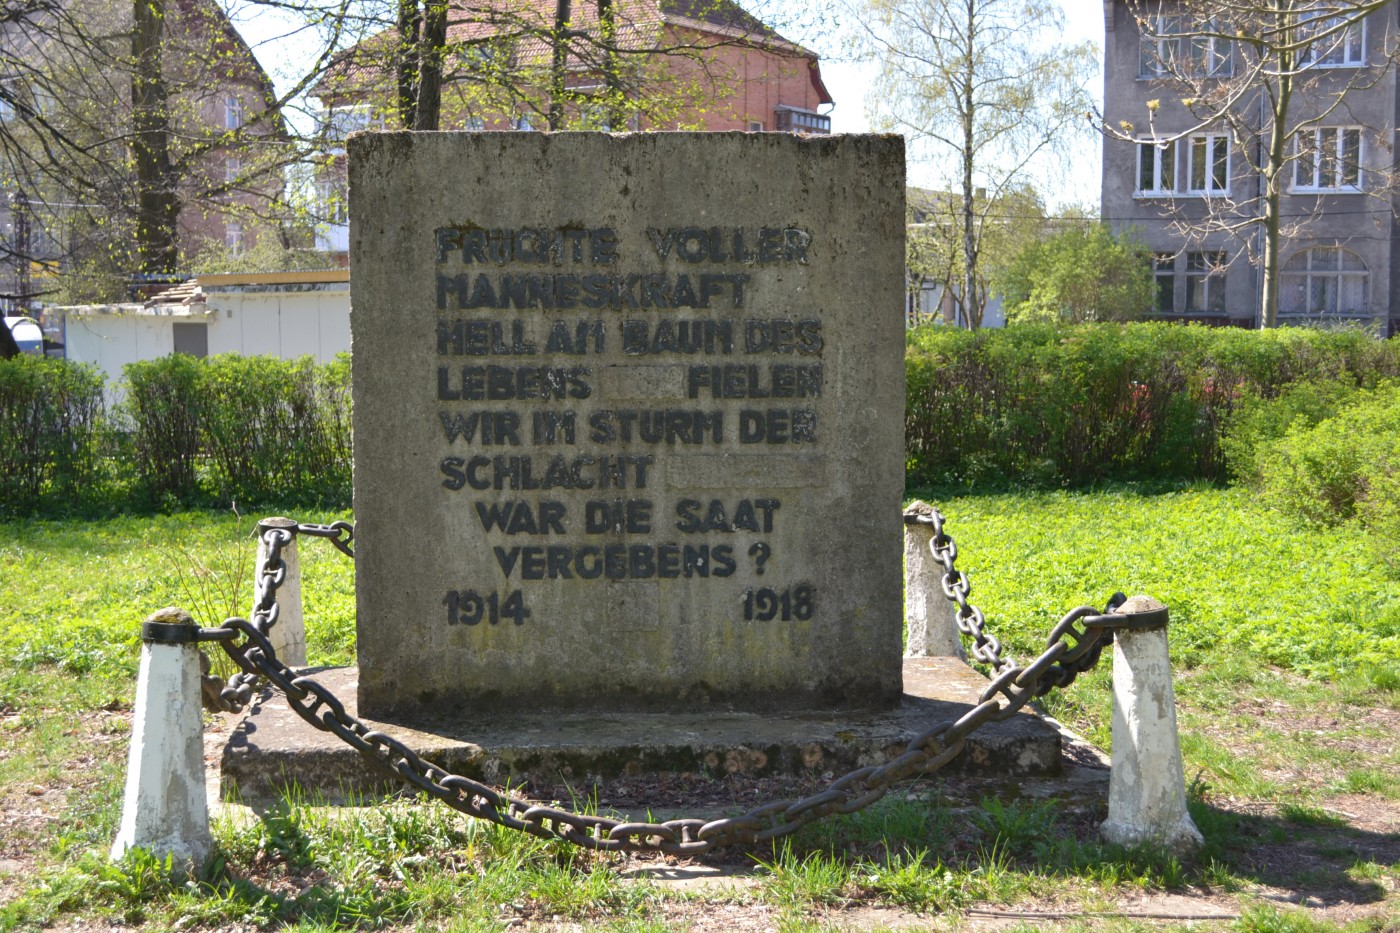 FRÜCHTE VOLLER
MANNESKRAFT
HELL AM BAUM DES
LEBENS FIELEN
WIR IM STURM DER
SCHLACHT
WAR DIE SAAT
VERGEBENS?
1914 1918